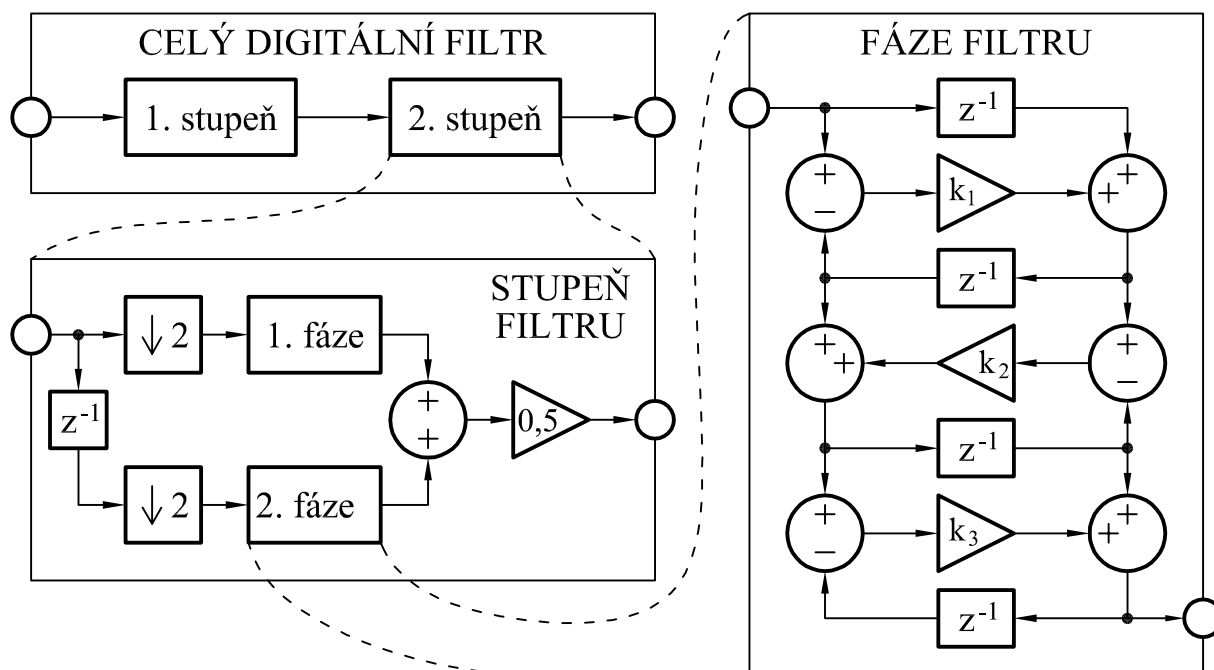 CELÝ DIGITÁLNÍ FILTR
1. stupeň
2. stupeň
STUPEŇ
FILTRU
↓ 2
1. fáze
z⁻¹
+
+
0,5
↓ 2
2. fáze
FÁZE FILTRU
z⁻¹
+
−
k₁
+ +
z⁻¹
+
+
k₂
+
−
z⁻¹
+
−
k₃
+ +
z⁻¹